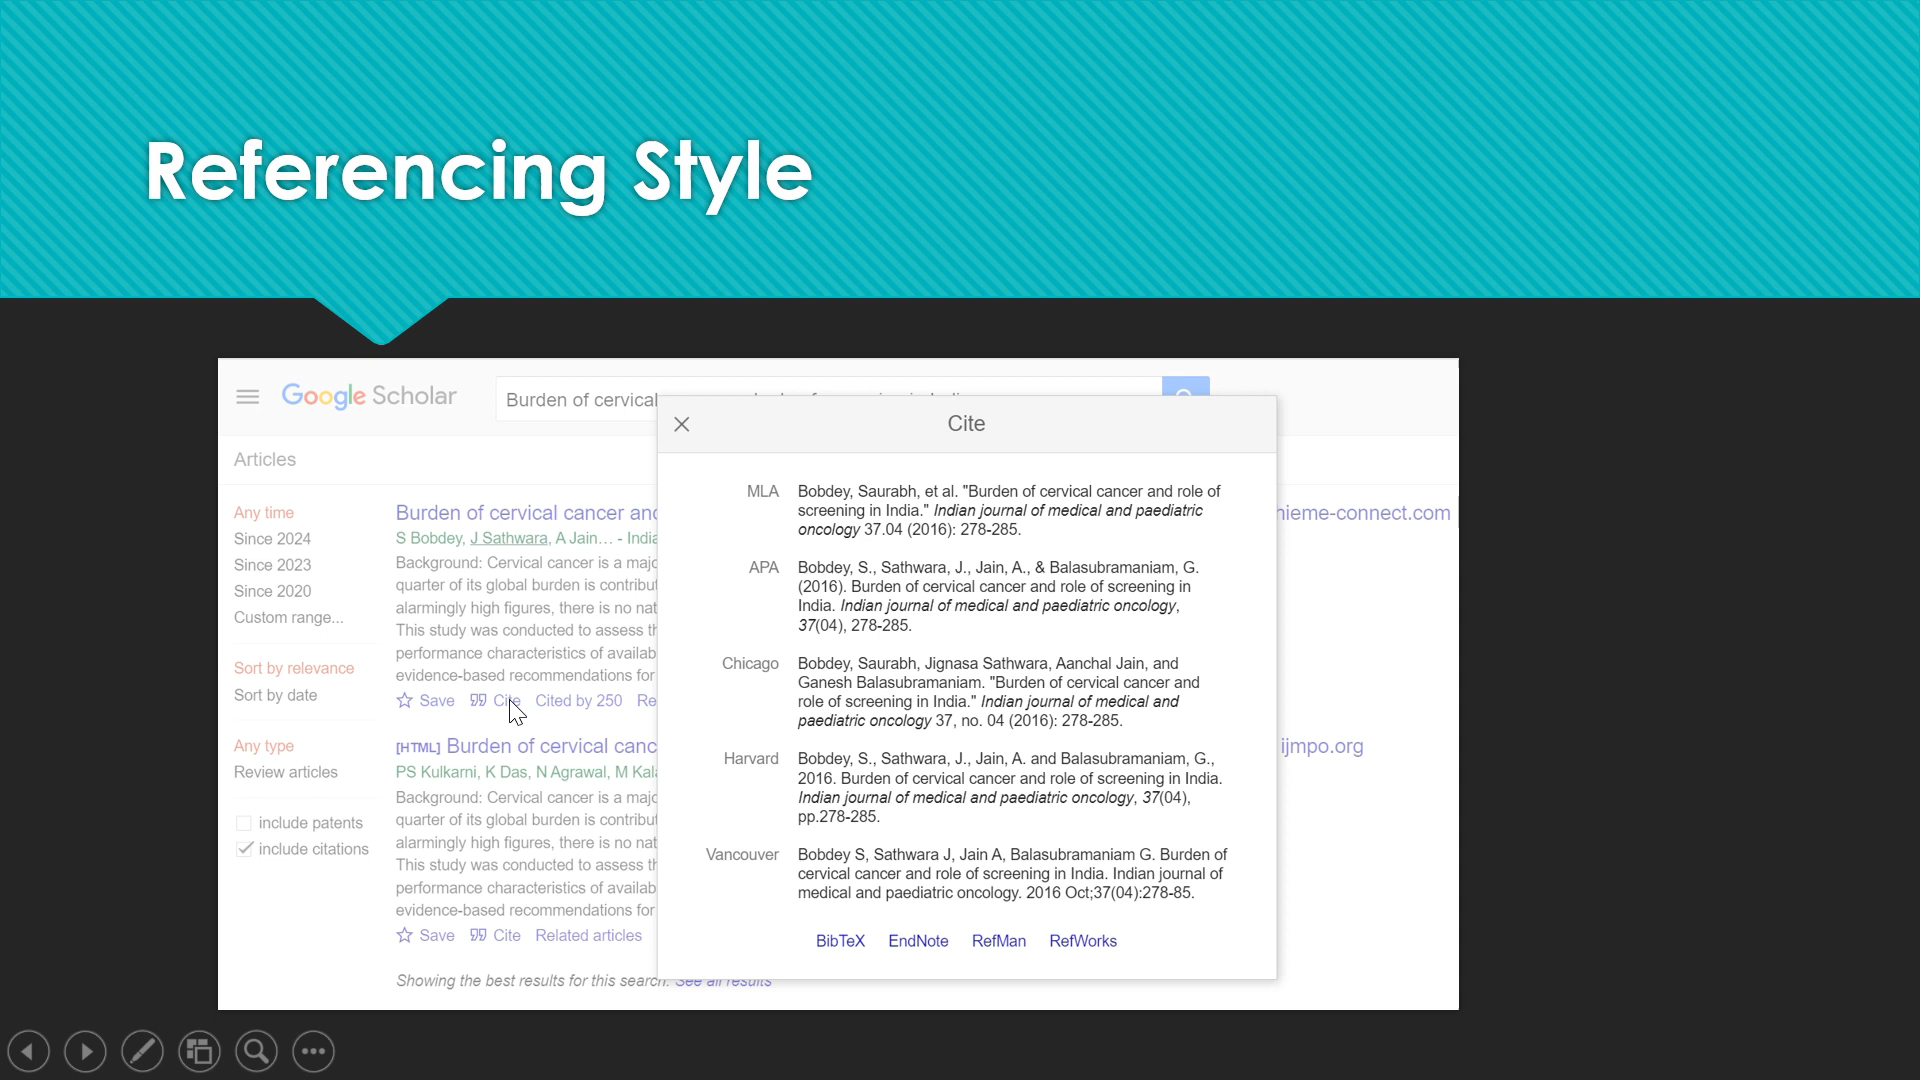 Referencing Style
Google Scholar
Burden of cervical
Cite
Articles
Any time
Since 2024
Since 2023
Since 2020
Custom range...
Sort by relevance
Sort by date
Any type
Review articles
include patents
include citations
Burden of cervical cancer and
S Bobdey, J Sathwara, A Jain… - India
Background: Cervical cancer is a majo
quarter of its global burden is contribut
alarmingly high figures, there is no nat
This study was conducted to assess th
performance characteristics of availab
evidence-based recommendations for
Save Cite Cited by 250 Re
[HTML] Burden of cervical canc
PS Kulkarni, K Das, N Agrawal, M Kala
Background: Cervical cancer is a majo
quarter of its global burden is contribut
alarmingly high figures, there is no nat
This study was conducted to assess th
performance characteristics of availab
evidence-based recommendations for
Save Cite Related articles
Showing the best results for this search. See all results
MLA Bobdey, Saurabh, et al. "Burden of cervical cancer and role of
screening in India." Indian journal of medical and paediatric
oncology 37.04 (2016): 278-285.
APA Bobdey, S., Sathwara, J., Jain, A., & Balasubramaniam, G.
(2016). Burden of cervical cancer and role of screening in
India. Indian journal of medical and paediatric oncology,
37(04), 278-285.
Chicago Bobdey, Saurabh, Jignasa Sathwara, Aanchal Jain, and
Ganesh Balasubramaniam. "Burden of cervical cancer and
role of screening in India." Indian journal of medical and
paediatric oncology 37, no. 04 (2016): 278-285.
Harvard Bobdey, S., Sathwara, J., Jain, A. and Balasubramaniam, G.,
2016. Burden of cervical cancer and role of screening in India.
Indian journal of medical and paediatric oncology, 37(04),
pp.278-285.
Vancouver Bobdey S, Sathwara J, Jain A, Balasubramaniam G. Burden of
cervical cancer and role of screening in India. Indian journal of
medical and paediatric oncology. 2016 Oct;37(04):278-85.
BibTeX EndNote RefMan RefWorks
hieme-connect.com
ijmpo.org